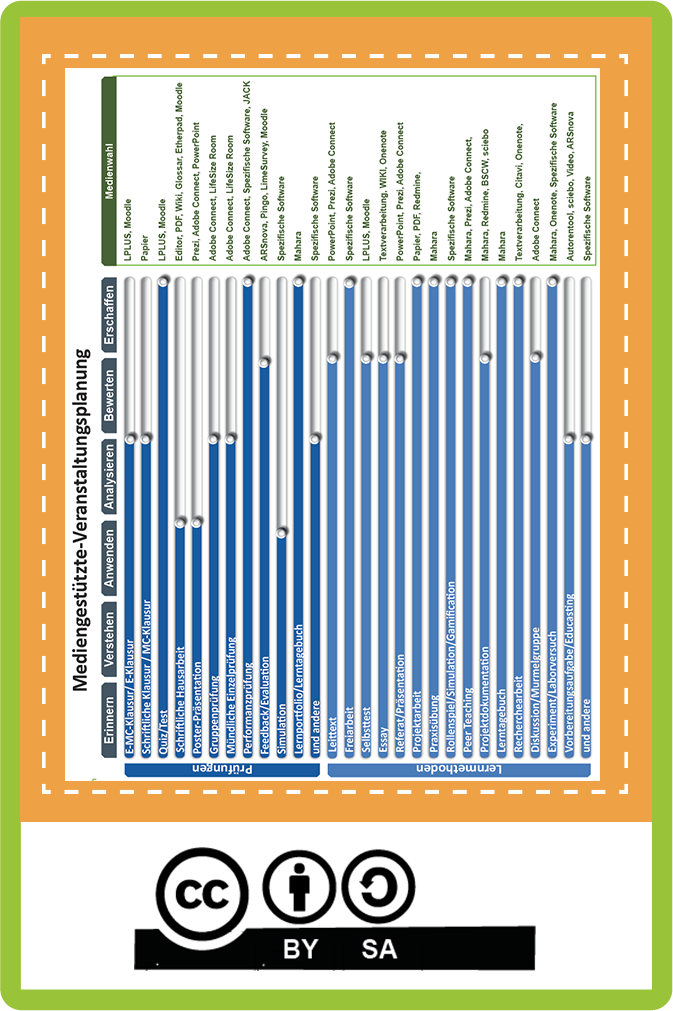 Mediengestützte-Veranstaltungsplanung
Erinnern Verstehen Anwenden Analysieren Bewerten Erschaffen Medienwahl
Prüfungen
E-MC-Klausur/ E-Klausur LPLUS, Moodle
Schriftliche Klausur / MC-Klausur Papier
Quiz/Test LPLUS, Moodle
Schriftliche Hausarbeit Editor, PDF, Wiki, Glossar, Etherpad, Moodle
Poster-Präsentation Prezi, Adobe Connect, PowerPoint
Gruppenprüfung Adobe Connect, LifeSize Room
Mündliche Einzelprüfung Adobe Connect, LifeSize Room
Performanzprüfung Adobe Connect, Spezifische Software, JACK
Feedback/Evaluation ARSnova, Pingo, LimeSurvey, Moodle
Simulation Spezifische Software
Lernportfolio/Lerntagebuch Mahara
und andere Spezifische Software
Lernmethoden
Leittext PowerPoint, Prezi, Adobe Connect
Freiarbeit Spezifische Software
Selbsttest LPLUS, Moodle
Essay Textverarbeitung, WIKI, Onenote
Referat/Präsentation PowerPoint, Prezi, Adobe Connect
Projektarbeit Papier, PDF, Redmine,
Praxisübung Mahara
Rollenspiel/Simulation/Gamification Spezifische Software
Peer Teaching Mahara, Prezi, Adobe Connect,
Projektdokumentation Mahara, Redmine, BSCW, sciebo
Lerntagebuch Mahara
Recherchearbeit Textverarbeitung, Citavi, Onenote,
Diskussion/Murmelgruppe Adobe Connect
Experiment/Laborversuch Mahara, Onenote, Spezifische Software
Vorbereitungsaufgabe/Educasting Autorentool, sciebo, Video, ARSnova
und andere Spezifische Software
cc
BY SA